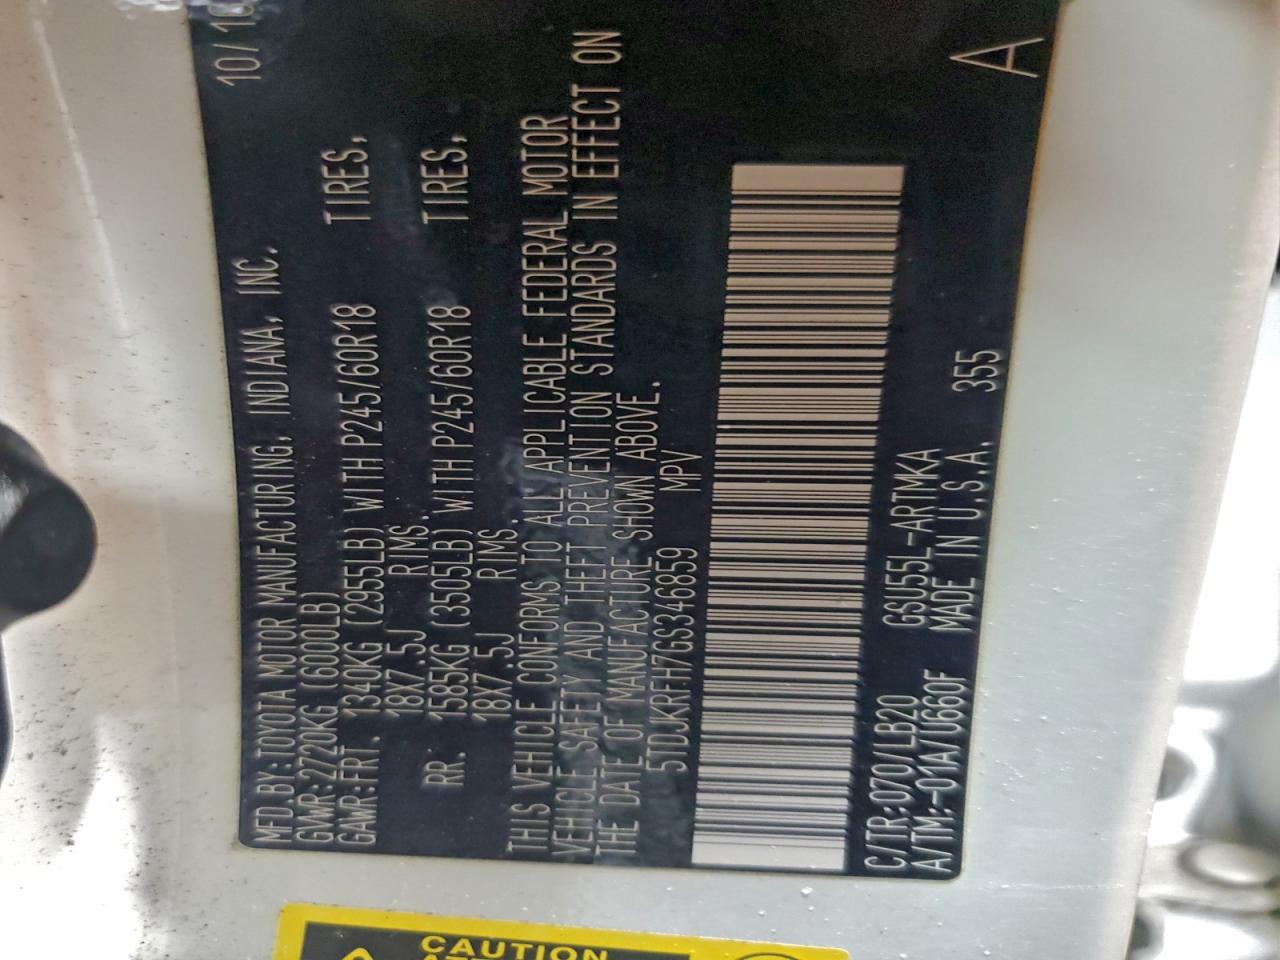 MFD.BY:TOYOTA MOTOR MANUFACTURING, INDIANA, INC. 10/
GVWR:2720KG (6000LB)
GAWR:FRT. 1340KG (2955LB) WITH P245/60R18 TIRES,
18X7.5J RIMS.
RR. 1585KG (3505LB) WITH P245/60R18 TIRES,
18X7.5J RIMS.
THIS VEHICLE CONFORMS TO ALL APPLICABLE FEDERAL MOTOR
VEHICLE SAFETY AND THEFT PREVENTION STANDARDS IN EFFECT ON
THE DATE OF MANUFACTURE SHOWN ABOVE.
5TDJKRFH7GS346859 MPV
C/TR:070/LB20 GSU55L-ARTMKA
A/TM:-01A/U660F MADE IN U.S.A. 355 A
CAUTION